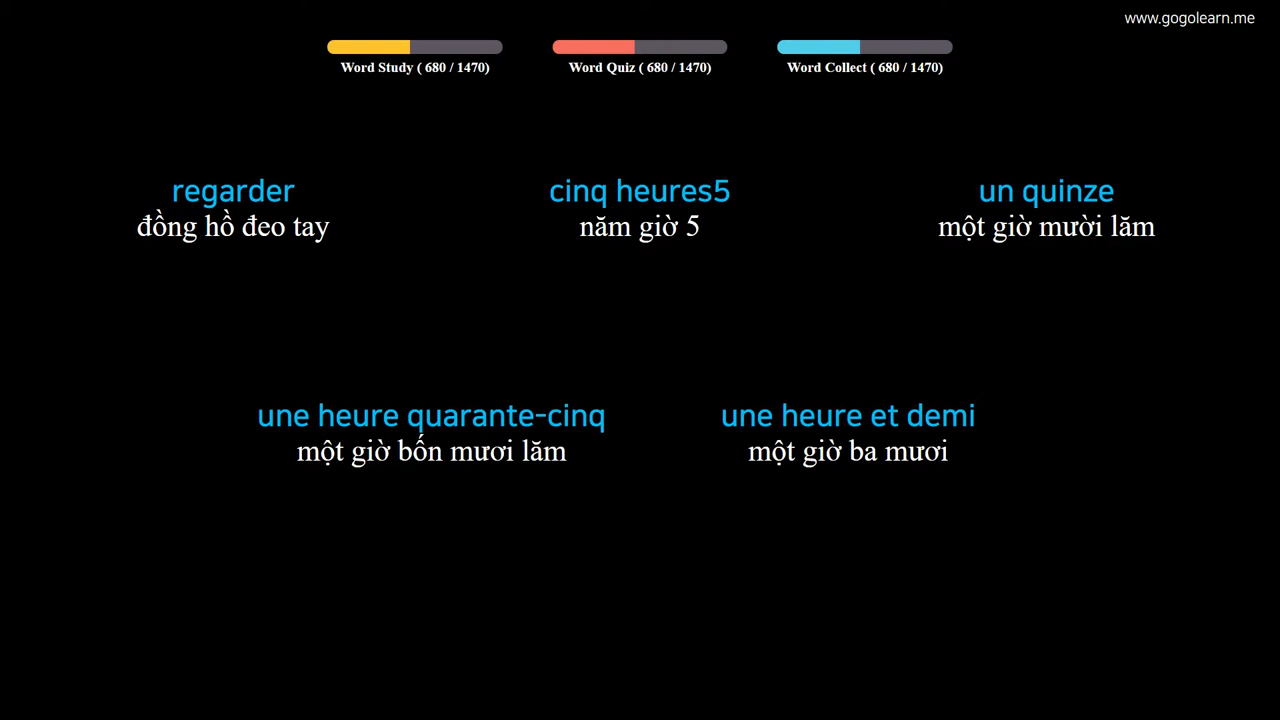 www.gogolearn.me
Word Study ( 680 / 1470)
Word Quiz ( 680 / 1470)
Word Collect ( 680 / 1470)
regarder
đồng hồ đeo tay
cinq heures5
năm giờ 5
un quinze
một giờ mười lăm
une heure quarante-cinq
một giờ bốn mươi lăm
une heure et demi
một giờ ba mươi